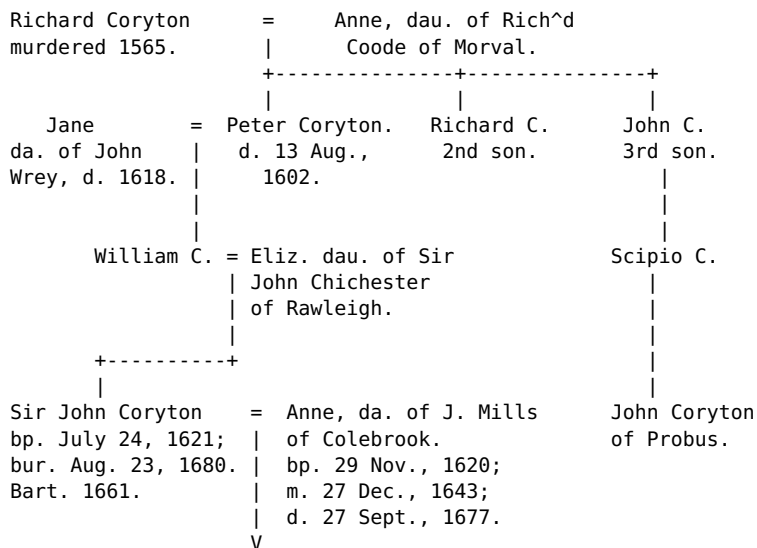 Richard Coryton      =     Anne, dau. of Rich^d
murdered 1565.       |      Coode of Morval.
                     +---------------+---------------+
                     |               |               |
   Jane        = Peter Coryton.   Richard C.      John C.
da. of John    |   d. 13 Aug.,     2nd son.       3rd son.
Wrey, d. 1618. |     1602.                            |
               |                                      |
               |                                      |
       William C. = Eliz. dau. of Sir             Scipio C.
                  | John Chichester                  |
                  | of Rawleigh.                     |
                  |                                  |
       +----------+                                  |
       |                                             |
Sir John Coryton    =  Anne, da. of J. Mills      John Coryton
bp. July 24, 1621;  |  of Colebrook.              of Probus.
bur. Aug. 23, 1680. |  bp. 29 Nov., 1620;
Bart. 1661.         |  m. 27 Dec., 1643;
                    |  d. 27 Sept., 1677.
                    V